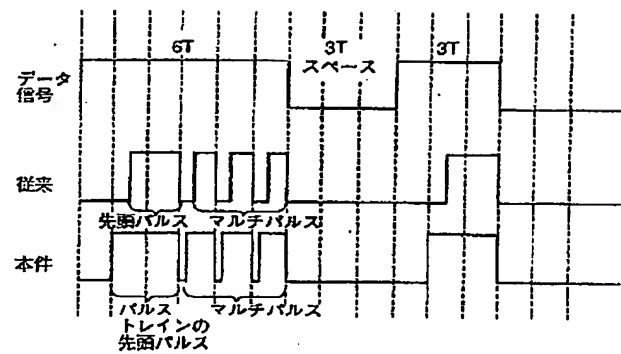 6T
3T
スペース
3T
データ
信号
従来
先頭パルス
マルチパルス
本件
パルス
トレインの
先頭パルス
マルチパルス